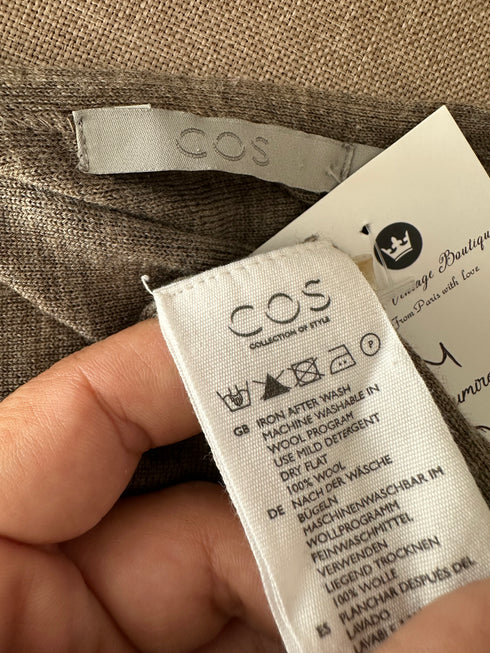 COS
Vintage Boutique
From Paris with love
COS
COLLECTION OF STYLE
P
GB IRON AFTER WASH
MACHINE WASHABLE IN
WOOL PROGRAM
USE MILD DETERGENT
DRY FLAT
100% WOOL
DE NACH DER WÄSCHE
BÜGELN
MASCHINENWASCHBAR IM
WOLLPROGRAMM
FEINWASCHMITTEL
VERWENDEN
LIEGEND TROCKNEN
100% WOLLE
ES PLANCHAR DESPUÉS DEL
LAVADO